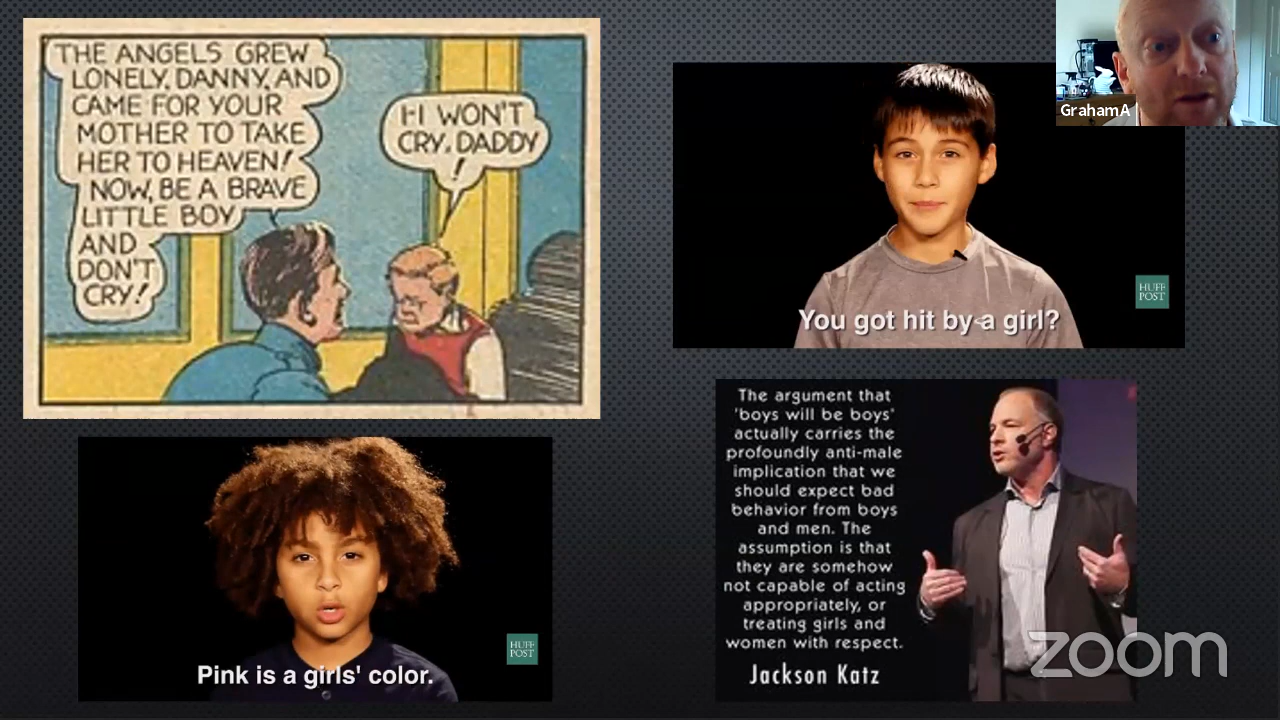 THE ANGELS GREW
LONELY, DANNY, AND
CAME FOR YOUR
MOTHER TO TAKE
HER TO HEAVEN!
NOW, BE A BRAVE
LITTLE BOY
AND
DON'T
CRY!
I-I WON'T
CRY, DADDY
!
You got hit by a girl?
HUFF
POST
GrahamA
Pink is a girls' color.
HUFF
POST
The argument that
'boys will be boys'
actually carries the
profoundly anti-male
implication that we
should expect bad
behavior from boys
and men. The
assumption is that
they are somehow
not capable of acting
appropriately, or
treating girls and
women with respect.
Jackson Katz
zoom